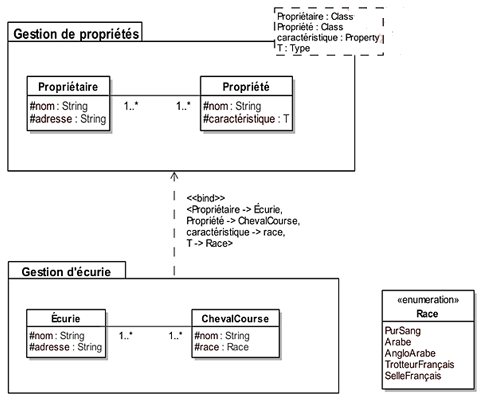 Propriétaire : Class
Propriété : Class
caractéristique : Property
T : Type
Gestion de propriétés
Propriétaire
#nom : String
#adresse : String
1..*
1..*
Propriété
#nom : String
#caractéristique : T
<<bind>>
<Propriétaire -> Écurie,
Propriété -> ChevalCourse,
caractéristique -> race,
T -> Race>
Gestion d'écurie
Écurie
#nom : String
#adresse : String
1..*
1..*
ChevalCourse
#nom : String
#race : Race
«enumeration»
Race
PurSang
Arabe
AngloArabe
TrotteurFrançais
SelleFrançais